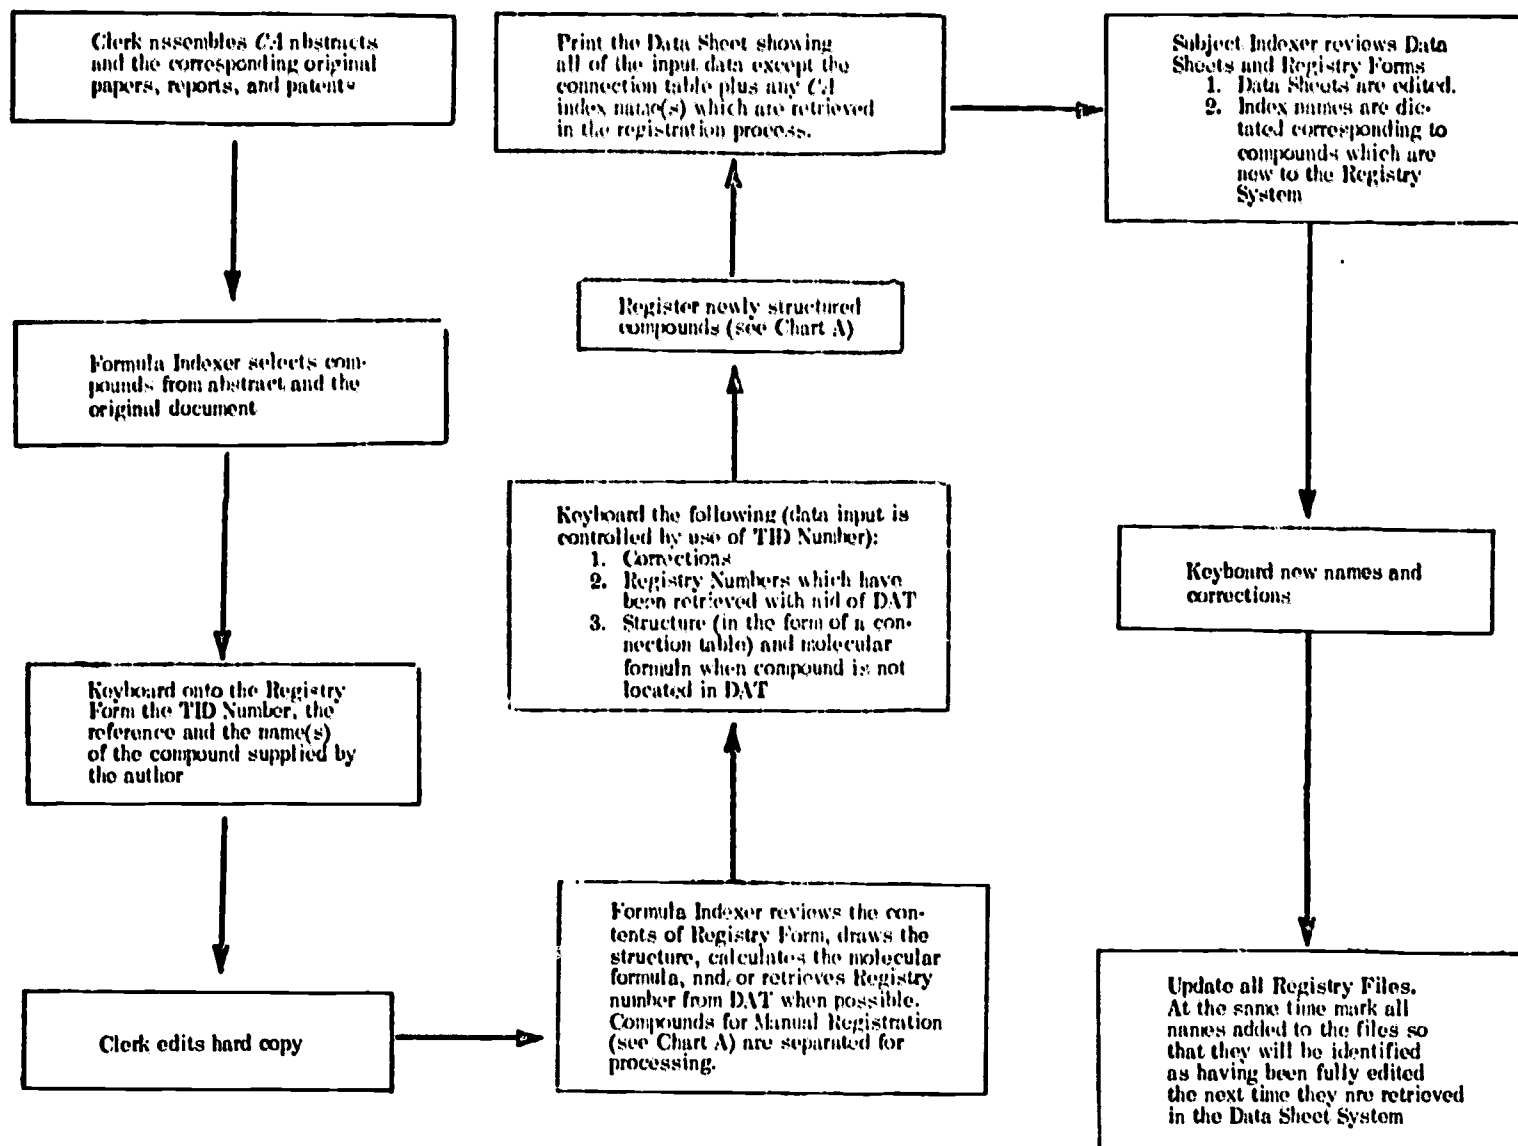 Clerk assembles CA abstracts
and the corresponding original
papers, reports, and patents
Formula Indexer selects com-
pounds from abstract and the
original document
Keyboard onto the Registry
Form the TID Number, the
reference and the name(s)
of the compound supplied by
the author
Clerk edits hard copy
Formula Indexer reviews the con-
tents of Registry Form, draws the
structure, calculates the molecular
formula, and/or retrieves Registry
number from DAT when possible.
Compounds for Manual Registration
(see Chart A) are separated for
processing.
Keyboard the following (data input is
controlled by use of TID Number):
1. Corrections
2. Registry Numbers which have
been retrieved with aid of DAT
3. Structure (in the form of a con-
nection table) and molecular
formula when compound is not
located in DAT
Register newly structured
compounds (see Chart A)
Print the Data Sheet showing
all of the input data except the
connection table plus any CA
index name(s) which are retrieved
in the registration process.
Subject Indexer reviews Data
Sheets and Registry Forms
1. Data Sheets are edited.
2. Index names are dic-
tated corresponding to
compounds which are
new to the Registry
System
Keyboard new names and
corrections
Update all Registry Files.
At the same time mark all
names added to the files so
that they will be identified
as having been fully edited
the next time they are retrieved
in the Data Sheet System